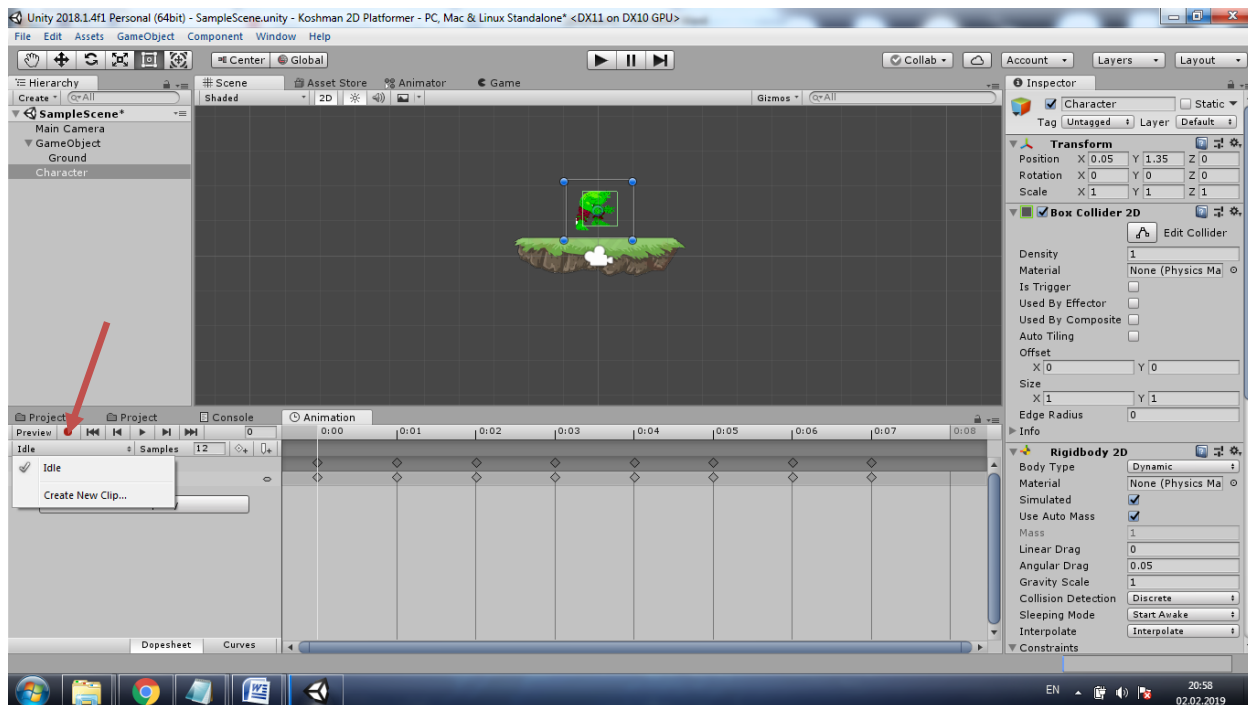 Unity 2018.1.4f1 Personal (64bit) - SampleScene.unity - Koshman 2D Platformer - PC, Mac & Linux Standalone* <DX11 on DX10 GPU>
File Edit Assets GameObject Component Window Help
Center Global Collab Account Layers Layout
Hierarchy
Create All
SampleScene*
Main Camera
GameObject
Ground
Character
Scene Asset Store Animator Game
Shaded 2D Gizmos All
Inspector
Character Static
Tag Untagged Layer Default
Transform
Position X 0.05 Y 1.35 Z 0
Rotation X 0 Y 0 Z 0
Scale X 1 Y 1 Z 1
Box Collider 2D
Edit Collider
Density 1
Material None (Physics Ma
Is Trigger
Used By Effector
Used By Composite
Auto Tiling
Offset
X 0 Y 0
Size
X 1 Y 1
Edge Radius 0
Info
Rigidbody 2D
Body Type Dynamic
Material None (Physics Ma
Simulated
Use Auto Mass
Mass 1
Linear Drag 0
Angular Drag 0.05
Gravity Scale 1
Collision Detection Discrete
Sleeping Mode Start Awake
Interpolate Interpolate
Constraints
Project Project Console Animation
Preview 0 0:00 0:01 0:02 0:03 0:04 0:05 0:06 0:07 0:08
Idle Samples 12
Idle
Create New Clip...
Dopesheet Curves
EN 20:58
02.02.2019